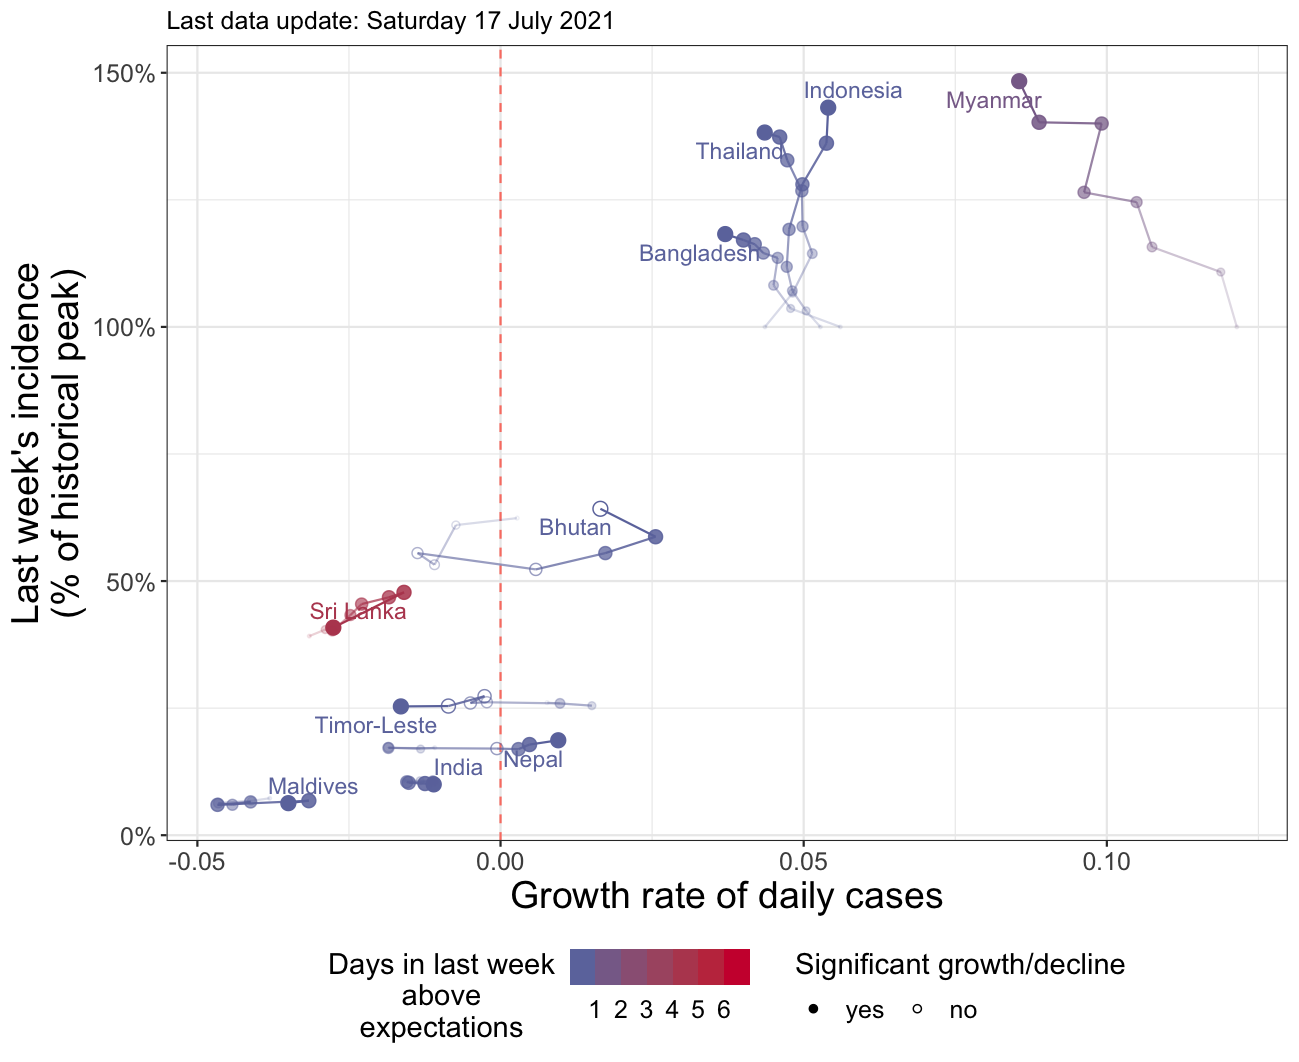 Last data update: Saturday 17 July 2021
150%
100%
50%
0%
Last week's incidence
(% of historical peak)
Indonesia
Myanmar
Thailand
Bangladesh
Bhutan
Sri Lanka
Timor-Leste
Nepal
India
Maldives
-0.05
0.00
0.05
0.10
Growth rate of daily cases
Days in last week
above
expectations
1 2 3 4 5 6
Significant growth/decline
yes
no